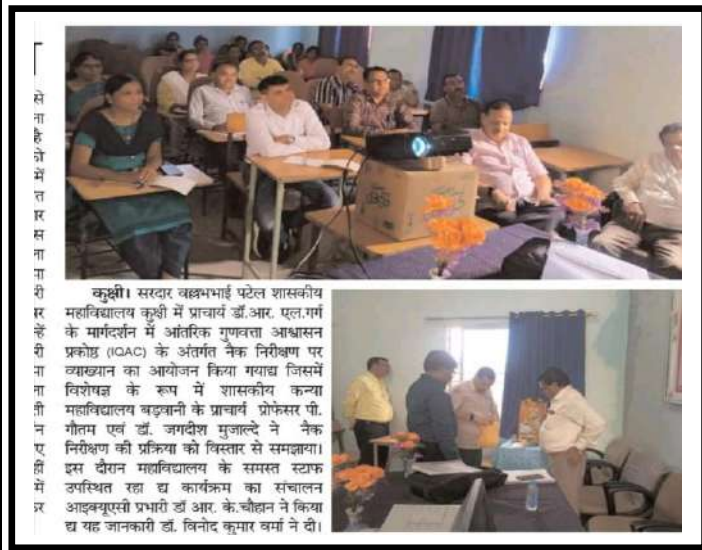 से
ना
है
को
में
त
ार
स
ना
पा
री
कुक्षी। सरदार वल्लभभाई पटेल शासकीय
महाविद्यालय कुक्षी में प्राचार्य डॉ.आर. एल.गर्ग
के मार्गदर्शन में आंतरिक गुणवत्ता आश्वासन
प्रकोष्ठ (IQAC) के अंतर्गत नैक निरीक्षण पर
व्याख्यान का आयोजन किया गयाद्य जिसमें
विशेषज्ञ के रूप में शासकीय कन्या
महाविद्यालय बड़वानी के प्राचार्य प्रोफेसर पी.
गौतम एवं डॉ. जगदीश मुजाल्दे ने नैक
निरीक्षण की प्रक्रिया को विस्तार से समझाया।
इस दौरान महाविद्यालय के समस्त स्टाफ
उपस्थित रहा द्य कार्यक्रम का संचालन
आइक्यूएसी प्रभारी डॉ आर. के.चौहान ने किया
द्य यह जानकारी डॉ. विनोद कुमार वर्मा ने दी।